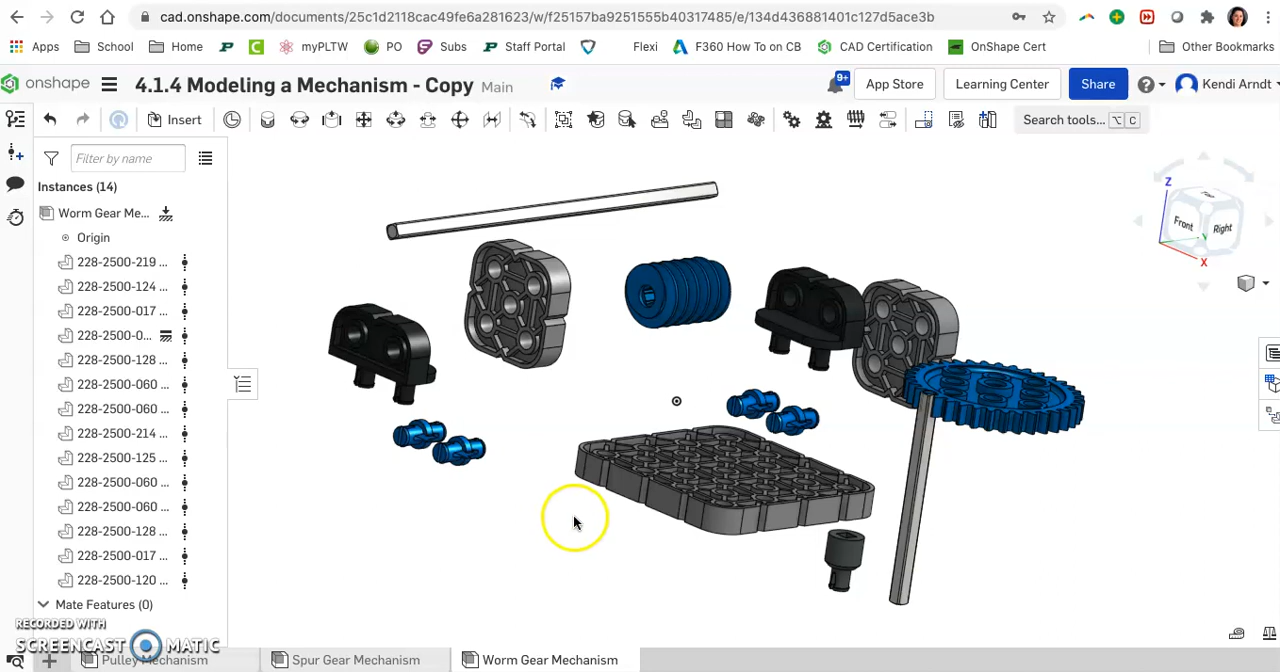 cad.onshape.com/documents/25c1d2118cac49fe6a281623/w/f25157ba9251555b40317485/e/134d436881401c127d5ace3b
Apps School Home myPLTW PO Subs Staff Portal Flexi F360 How To on CB CAD Certification OnShape Cert Other Bookmarks
onshape 4.1.4 Modeling a Mechanism - Copy Main 9+ App Store Learning Center Share Kendi Arndt
Insert Search tools... ⌥ C
Filter by name
Instances (14)
Worm Gear Me...
Origin
228-2500-219 ...
228-2500-124 ...
228-2500-017 ...
228-2500-0...
228-2500-128 ...
228-2500-060 ...
228-2500-060 ...
228-2500-214 ...
228-2500-125 ...
228-2500-060 ...
228-2500-060 ...
228-2500-128 ...
228-2500-017 ...
228-2500-120 ...
Mate Features (0)
Z
Top
Front Right
Y
X
RECORDED WITH
SCREENCAST MATIC
Pulley Mechanism Spur Gear Mechanism Worm Gear Mechanism